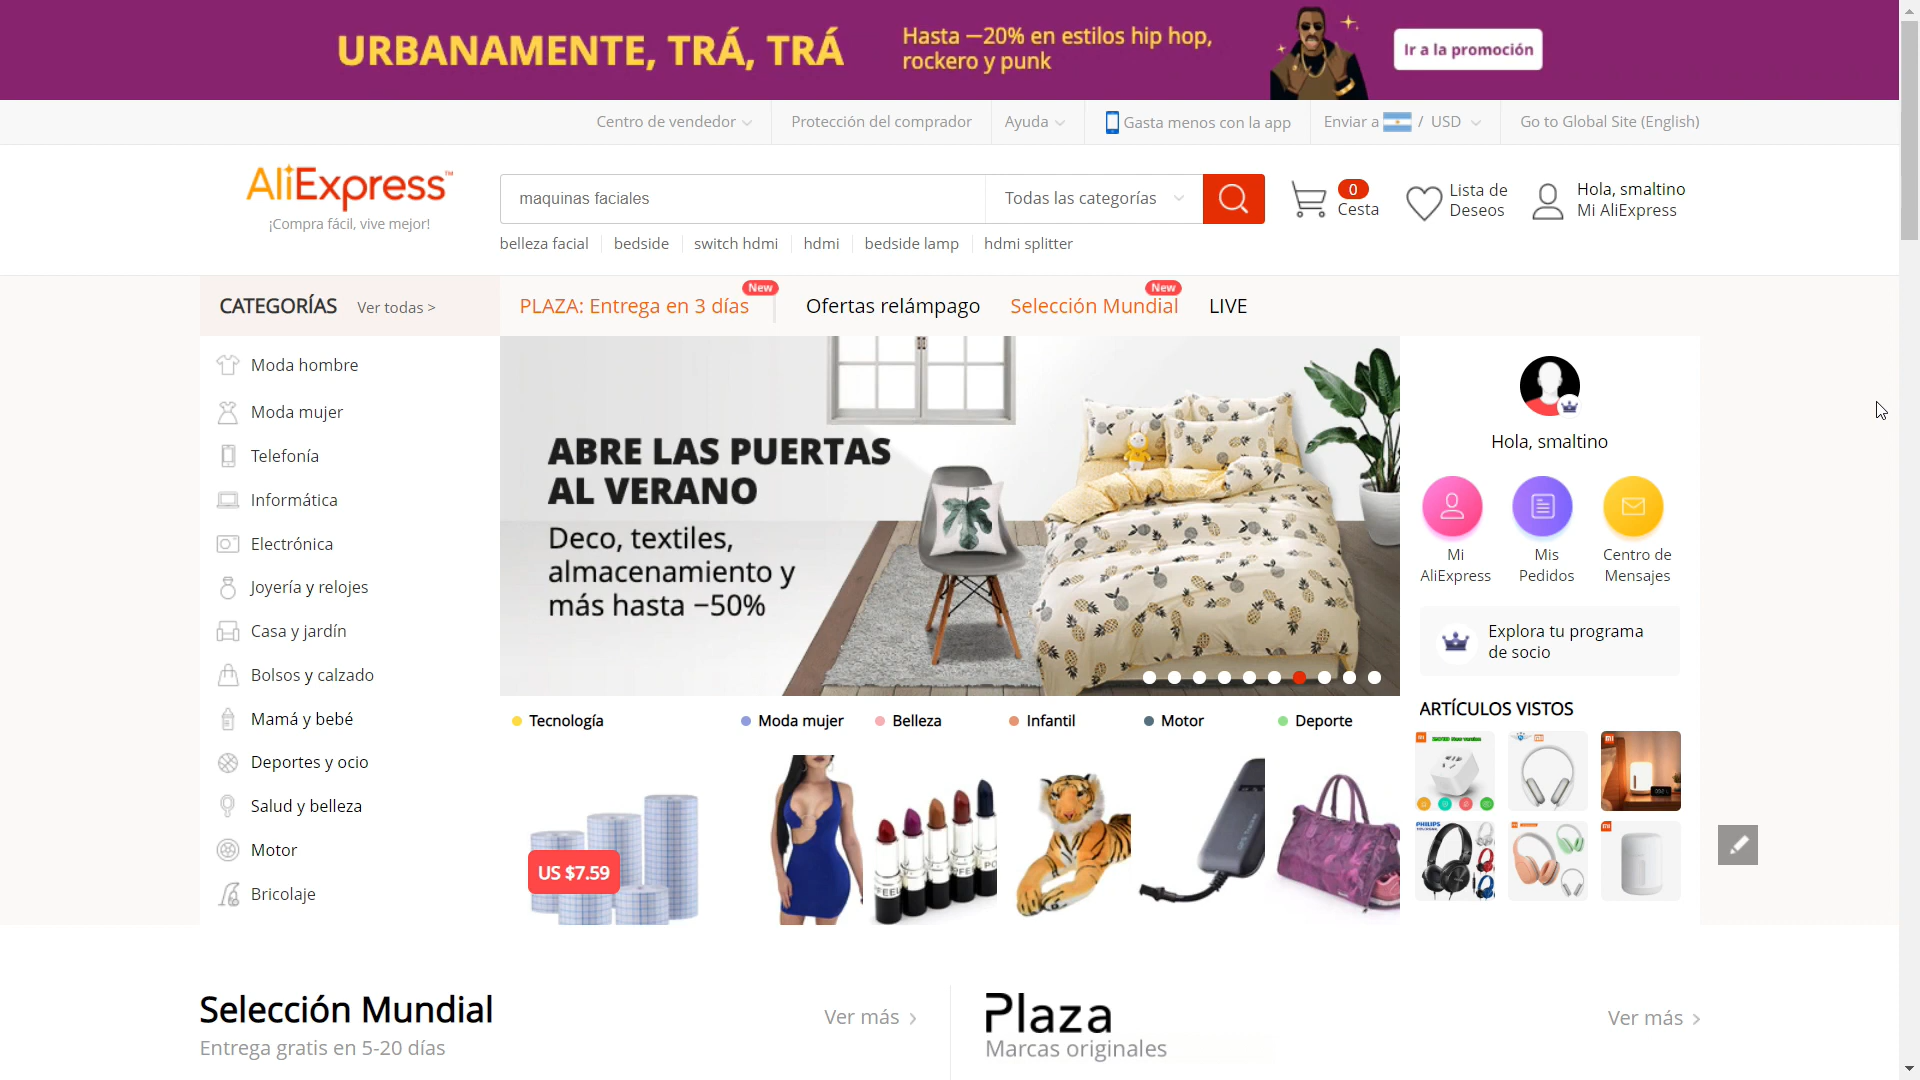 URBANAMENTE, TRÁ, TRÁ
Hasta −20% en estilos hip hop,
rockero y punk
Ir a la promoción
Centro de vendedor
Protección del comprador
Ayuda
Gasta menos con la app
Enviar a / USD
Go to Global Site (English)
AliExpress™
¡Compra fácil, vive mejor!
maquinas faciales
Todas las categorías
0
Cesta
Lista de
Deseos
Hola, smaltino
Mi AliExpress
belleza facial
bedside
switch hdmi
hdmi
bedside lamp
hdmi splitter
CATEGORÍAS
Ver todas >
PLAZA: Entrega en 3 días
New
Ofertas relámpago
Selección Mundial
New
LIVE
Moda hombre
Moda mujer
Telefonía
Informática
Electrónica
Joyería y relojes
Casa y jardín
Bolsos y calzado
Mamá y bebé
Deportes y ocio
Salud y belleza
Motor
Bricolaje
ABRE LAS PUERTAS
AL VERANO
Deco, textiles,
almacenamiento y
más hasta −50%
Hola, smaltino
Mi
AliExpress
Mis
Pedidos
Centro de
Mensajes
Explora tu programa
de socio
ARTÍCULOS VISTOS
PHILIPS
Tecnología
Moda mujer
Belleza
Infantil
Motor
Deporte
US $7.59
Selección Mundial
Entrega gratis en 5-20 días
Ver más >
Plaza
Marcas originales
Ver más >